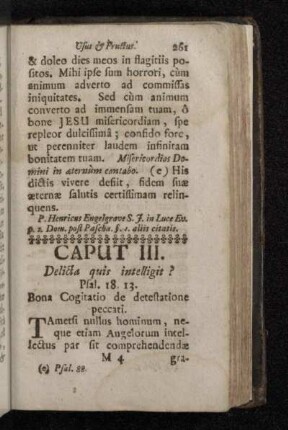 Usus & Fructus. 261
& doleo dies meos in flagitiis po-
sitos. Mihi ipse sum horrori, cùm
animum adverto ad commissas
iniquitates. Sed cùm animum
converto ad immensam tuam, ô
bone JESU misericordiam, spe
repleor dulcissimâ; confido fore,
ut perenniter laudem infinitam
bonitatem tuam. Misericordias Do-
mini in æternum cantabo. (e) His
dictis vivere desiit, fidem suæ
æternæ salutis certissimam relin-
quens.
P. Henricus Engelgrave S. J. in Luce Ev.
p. 2. Dom. post Pascha. §. 1. aliis citatis.
CAPUT III.
Delicta quis intelligit?
Psal. 18. 13.
Bona Cogitatio de detestatione
peccati.
TAmetsi nullus hominum, ne-
que etiam Angelorum intel-
lectus par sit comprehendendæ
M 4 gra-
(e) Psal. 88.